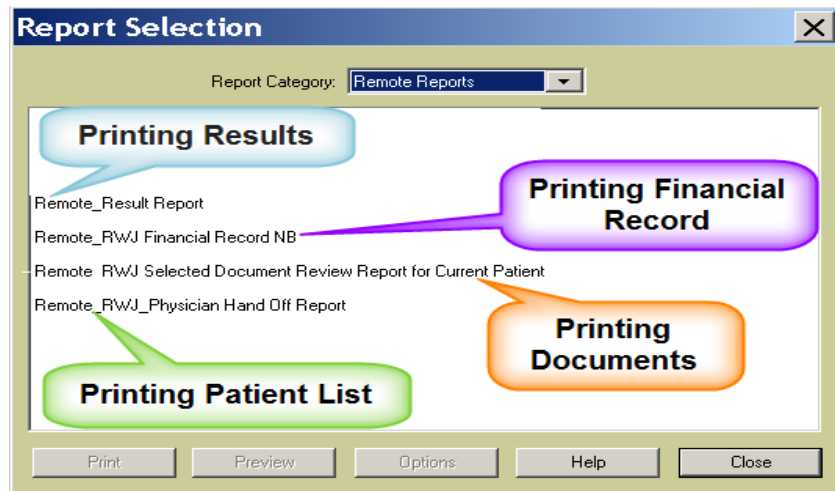 Report Selection
Report Category: Remote Reports
Printing Results
Printing Financial
Record
Remote_Result Report
Remote_RWJ Financial Record NB
Remote RWJ Selected Document Review Report for Current Patient
Remote_RWJ_Physician Hand Off Report
Printing
Documents
Printing Patient List
Print Preview Options Help Close